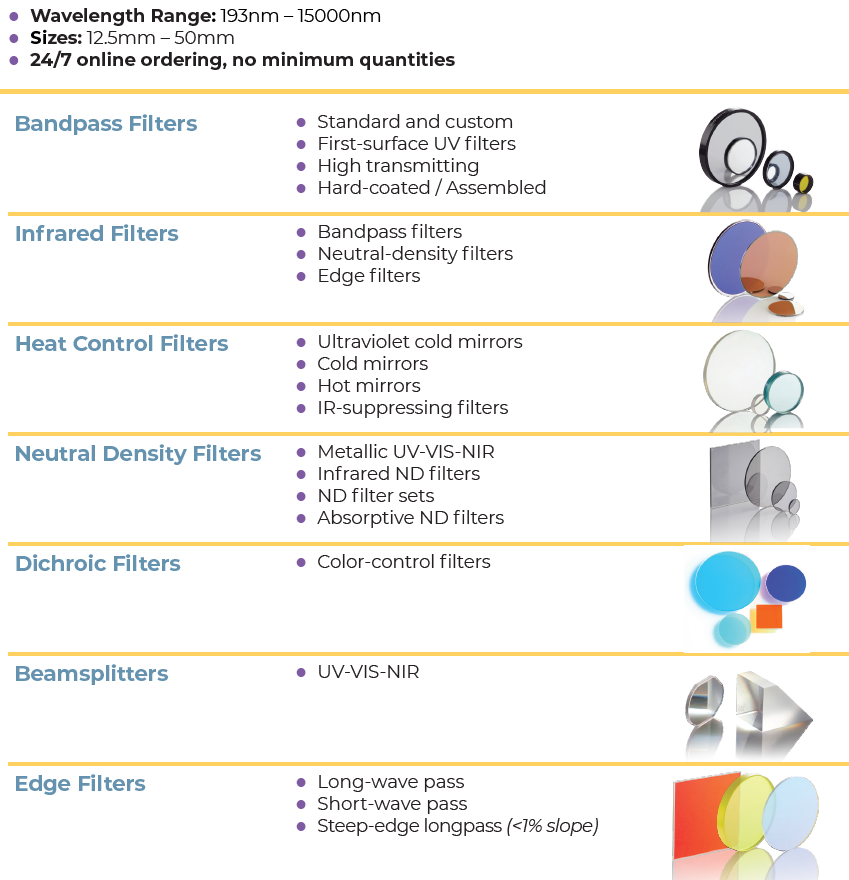 Wavelength Range: 193nm – 15000nm
Sizes: 12.5mm – 50mm
24/7 online ordering, no minimum quantities
Bandpass Filters
Standard and custom
First-surface UV filters
High transmitting
Hard-coated / Assembled
Infrared Filters
Bandpass filters
Neutral-density filters
Edge filters
Heat Control Filters
Ultraviolet cold mirrors
Cold mirrors
Hot mirrors
IR-suppressing filters
Neutral Density Filters
Metallic UV-VIS-NIR
Infrared ND filters
ND filter sets
Absorptive ND filters
Dichroic Filters
Color-control filters
Beamsplitters
UV-VIS-NIR
Edge Filters
Long-wave pass
Short-wave pass
Steep-edge longpass (<1% slope)